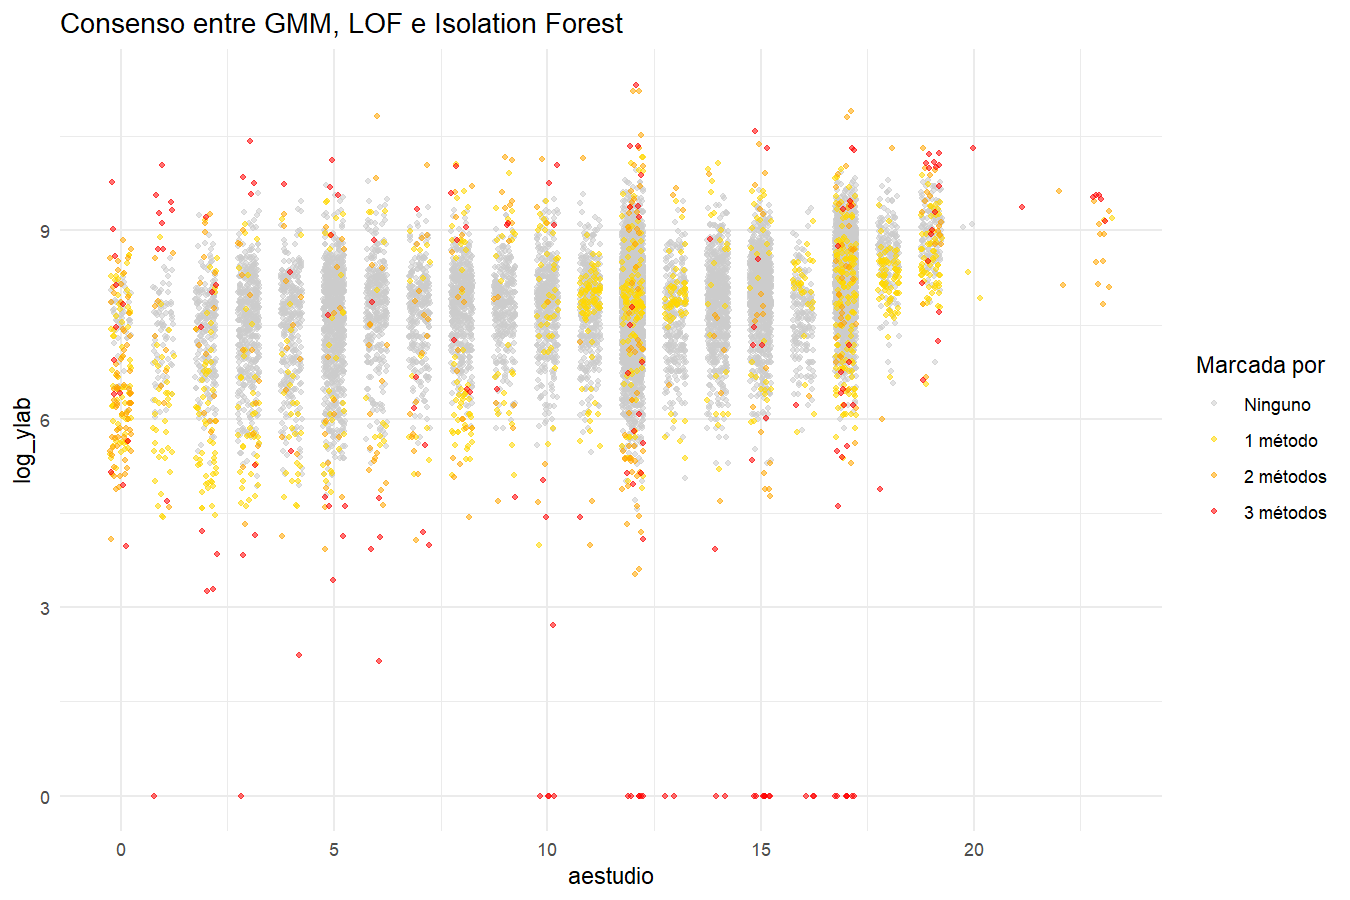 Consenso entre GMM, LOF e Isolation Forest
log_ylab
9
6
3
0
0
5
10
15
20
aestudio
Marcada por
Ninguno
1 método
2 métodos
3 métodos